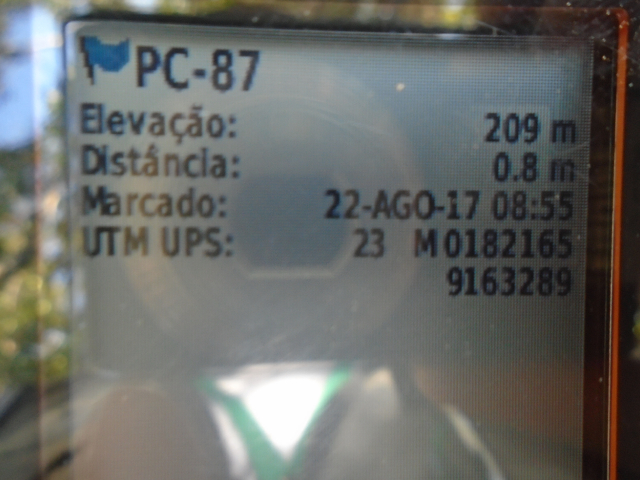 PC-87
Elevação: 209 m
Distância: 0.8 m
Marcado: 22-AGO-17 08:55
UTM UPS: 23 M 0182165
9163289